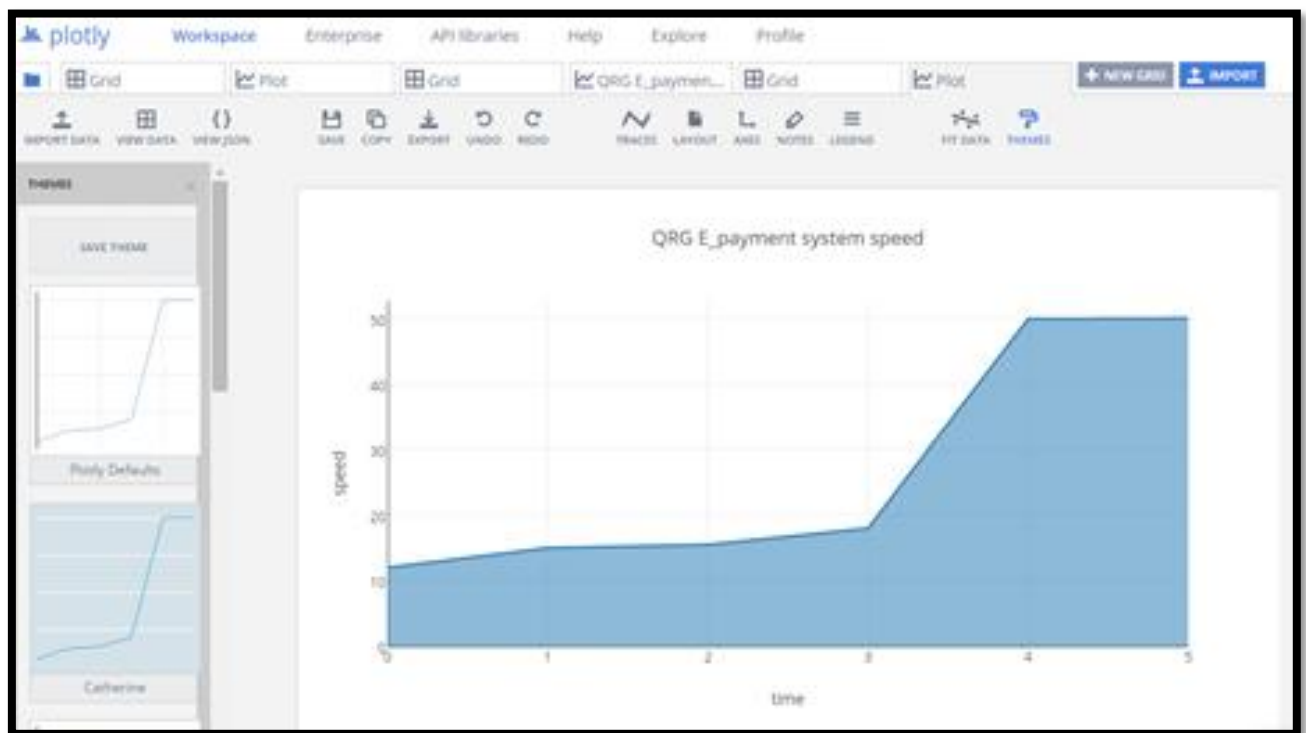 plotly Workspace Enterprise API libraries Help Explore Profile
Grid Plot Grid QRG E_paymen... Grid Plot + NEW GRID IMPORT
IMPORT DATA VIEW DATA VIEW JSON SAVE COPY EXPORT UNDO REDO TRACES LAYOUT AXES NOTES LEGEND FIT DATA THEMES
THEMES
SAVE THEME
Plotly Defaults
Catherine
QRG E_payment system speed
50
40
30
20
10
0
speed
0 1 2 3 4 5
time